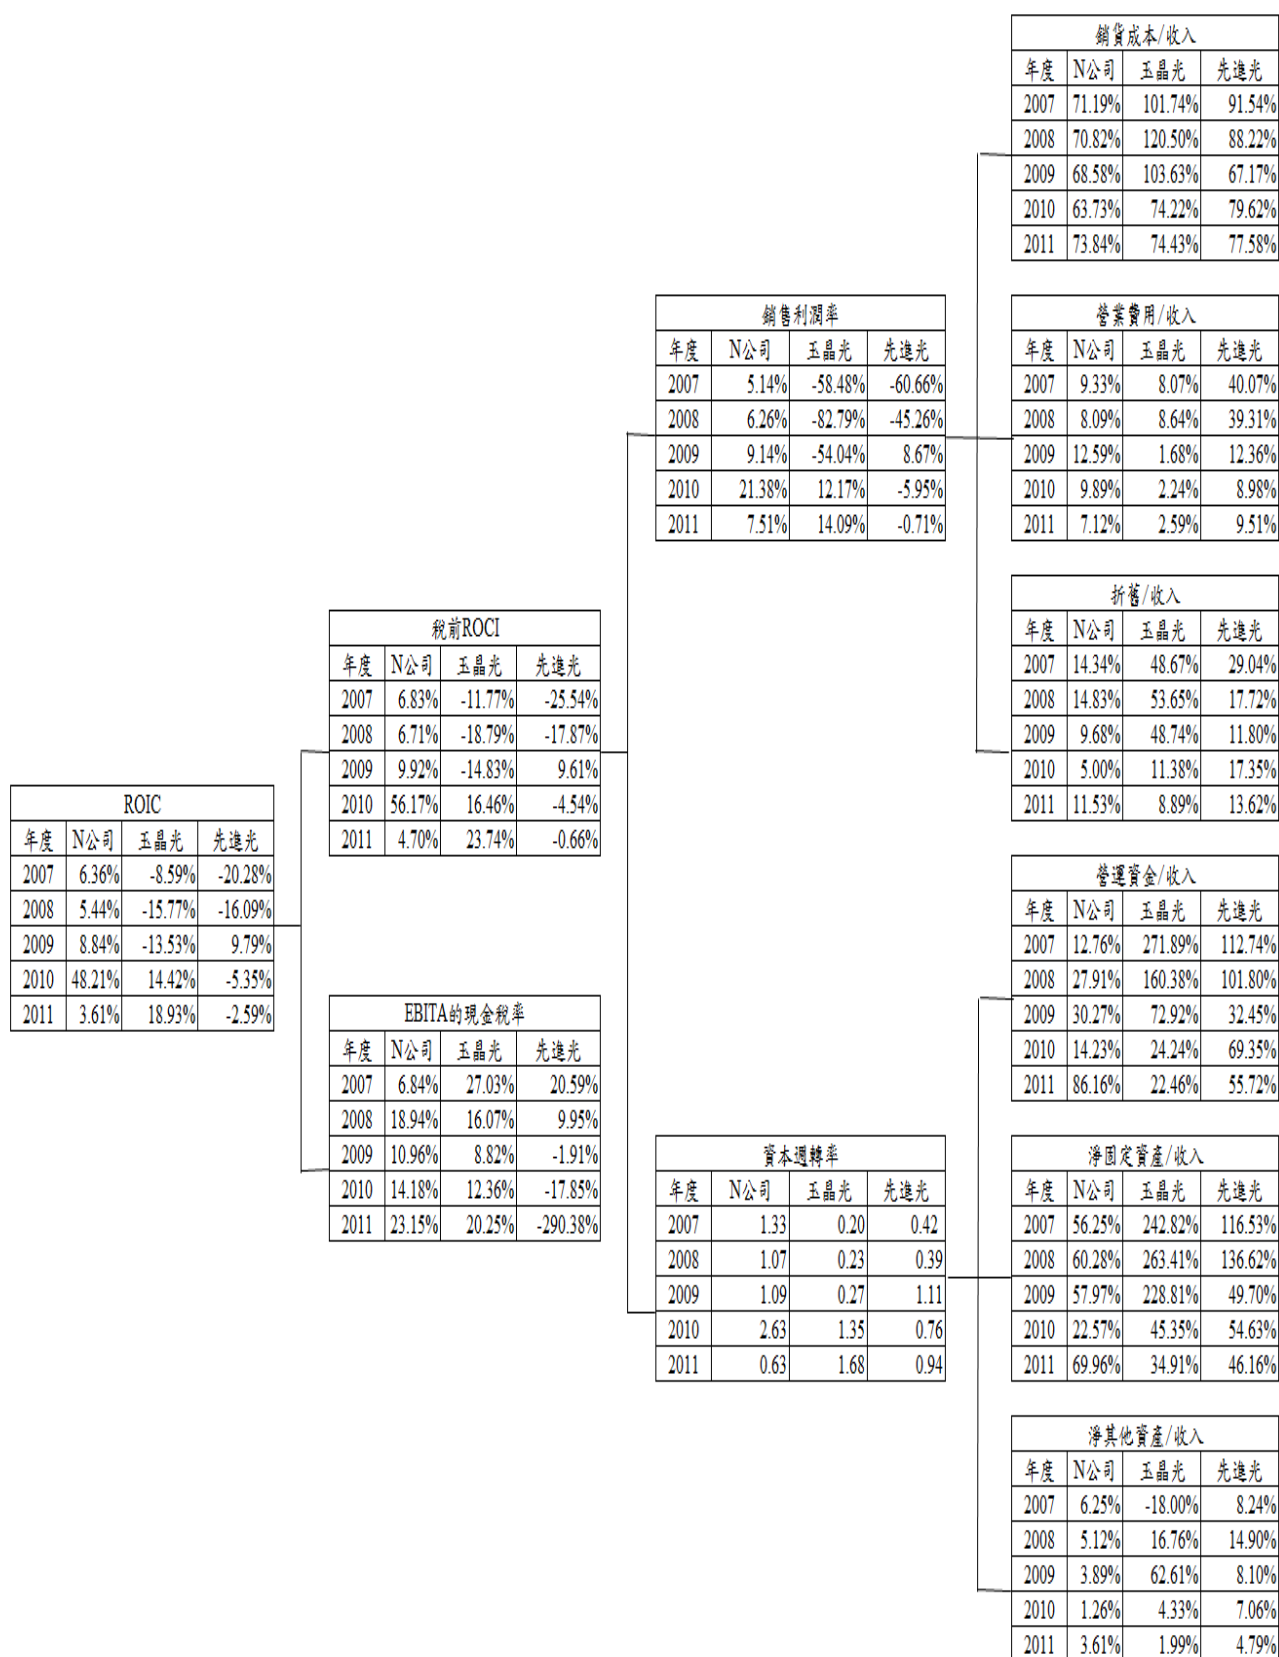 銷貨成本/收入
年度 N公司 玉晶光 先進光
2007 71.19% 101.74% 91.54%
2008 70.82% 120.50% 88.22%
2009 68.58% 103.63% 67.17%
2010 63.73% 74.22% 79.62%
2011 73.84% 74.43% 77.58%
銷售利潤率
年度 N公司 玉晶光 先進光
2007 5.14% -58.48% -60.66%
2008 6.26% -82.79% -45.26%
2009 9.14% -54.04% 8.67%
2010 21.38% 12.17% -5.95%
2011 7.51% 14.09% -0.71%
營業費用/收入
年度 N公司 玉晶光 先進光
2007 9.33% 8.07% 40.07%
2008 8.09% 8.64% 39.31%
2009 12.59% 1.68% 12.36%
2010 9.89% 2.24% 8.98%
2011 7.12% 2.59% 9.51%
折舊/收入
年度 N公司 玉晶光 先進光
2007 14.34% 48.67% 29.04%
2008 14.83% 53.65% 17.72%
2009 9.68% 48.74% 11.80%
2010 5.00% 11.38% 17.35%
2011 11.53% 8.89% 13.62%
稅前ROCI
年度 N公司 玉晶光 先進光
2007 6.83% -11.77% -25.54%
2008 6.71% -18.79% -17.87%
2009 9.92% -14.83% 9.61%
2010 56.17% 16.46% -4.54%
2011 4.70% 23.74% -0.66%
ROIC
年度 N公司 玉晶光 先進光
2007 6.36% -8.59% -20.28%
2008 5.44% -15.77% -16.09%
2009 8.84% -13.53% 9.79%
2010 48.21% 14.42% -5.35%
2011 3.61% 18.93% -2.59%
EBITA的現金稅率
年度 N公司 玉晶光 先進光
2007 6.84% 27.03% 20.59%
2008 18.94% 16.07% 9.95%
2009 10.96% 8.82% -1.91%
2010 14.18% 12.36% -17.85%
2011 23.15% 20.25% -290.38%
營運資金/收入
年度 N公司 玉晶光 先進光
2007 12.76% 271.89% 112.74%
2008 27.91% 160.38% 101.80%
2009 30.27% 72.92% 32.45%
2010 14.23% 24.24% 69.35%
2011 86.16% 22.46% 55.72%
資本週轉率
年度 N公司 玉晶光 先進光
2007 1.33 0.20 0.42
2008 1.07 0.23 0.39
2009 1.09 0.27 1.11
2010 2.63 1.35 0.76
2011 0.63 1.68 0.94
淨固定資產/收入
年度 N公司 玉晶光 先進光
2007 56.25% 242.82% 116.53%
2008 60.28% 263.41% 136.62%
2009 57.97% 228.81% 49.70%
2010 22.57% 45.35% 54.63%
2011 69.96% 34.91% 46.16%
淨其他資產/收入
年度 N公司 玉晶光 先進光
2007 6.25% -18.00% 8.24%
2008 5.12% 16.76% 14.90%
2009 3.89% 62.61% 8.10%
2010 1.26% 4.33% 7.06%
2011 3.61% 1.99% 4.79%